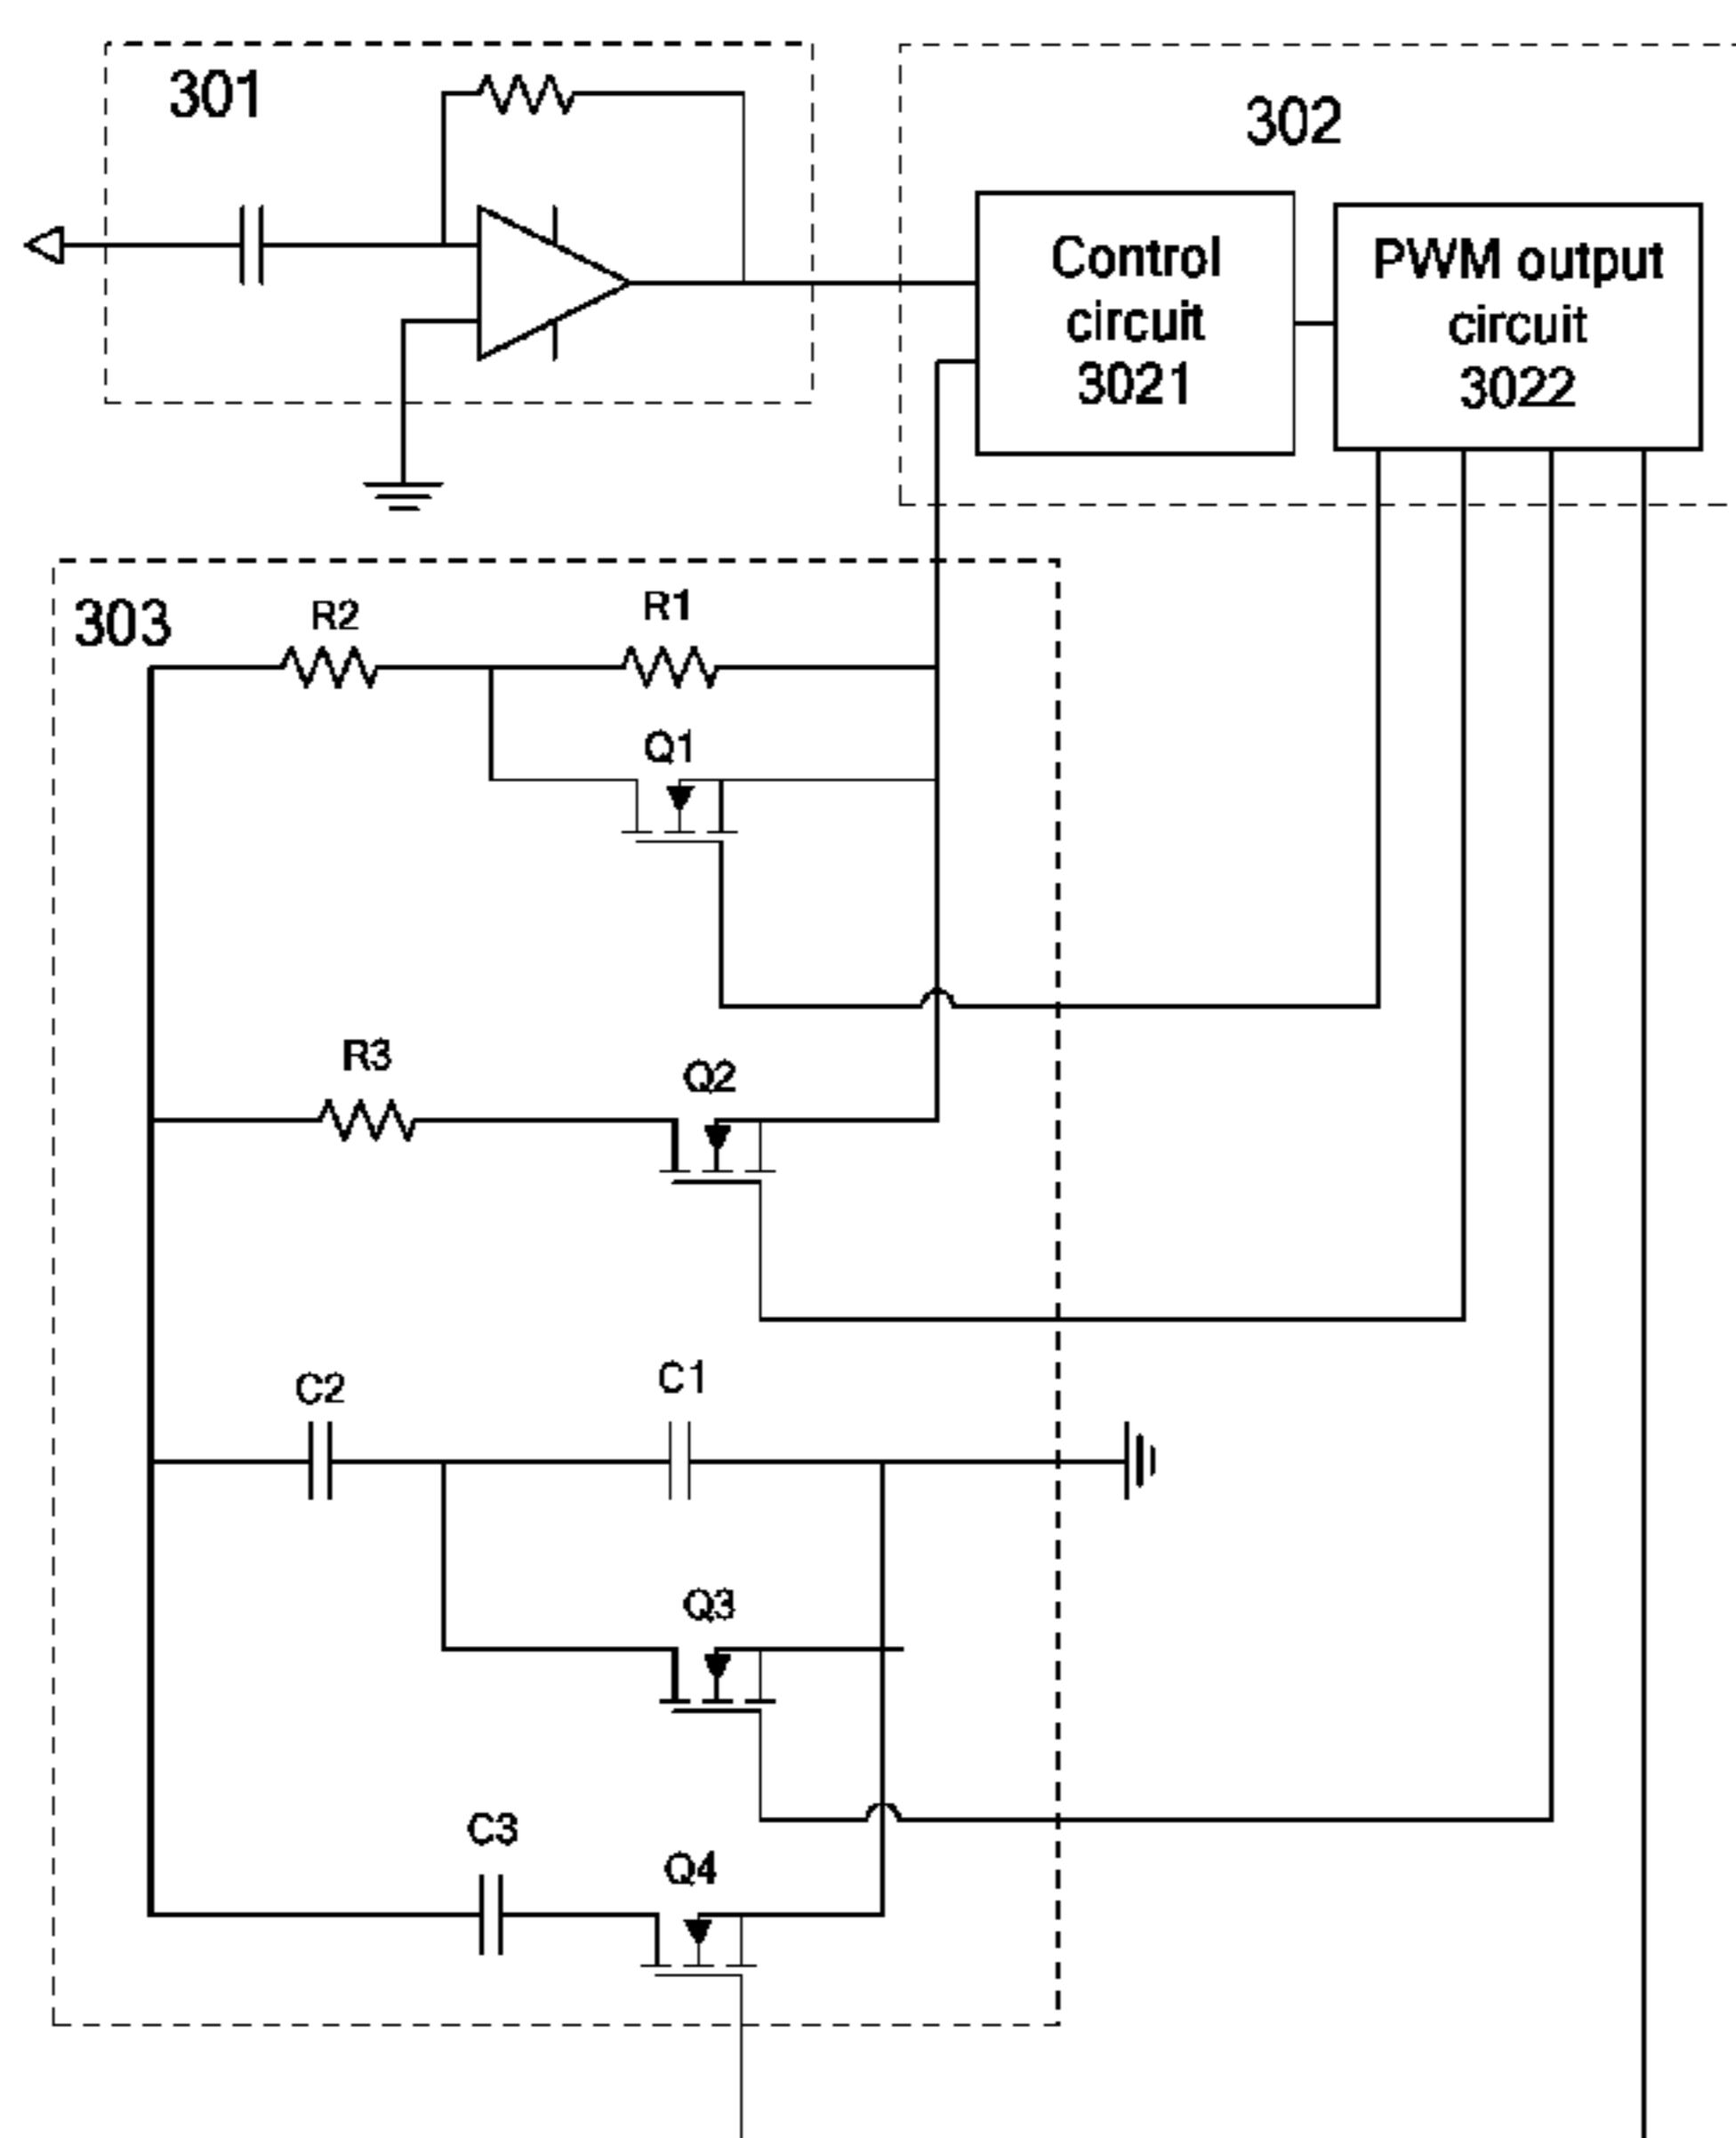 301
302
Control
circuit
3021
PWM output
circuit
3022
303
R2
R1
Q1
R3
Q2
C2
C1
Q3
C3
Q4